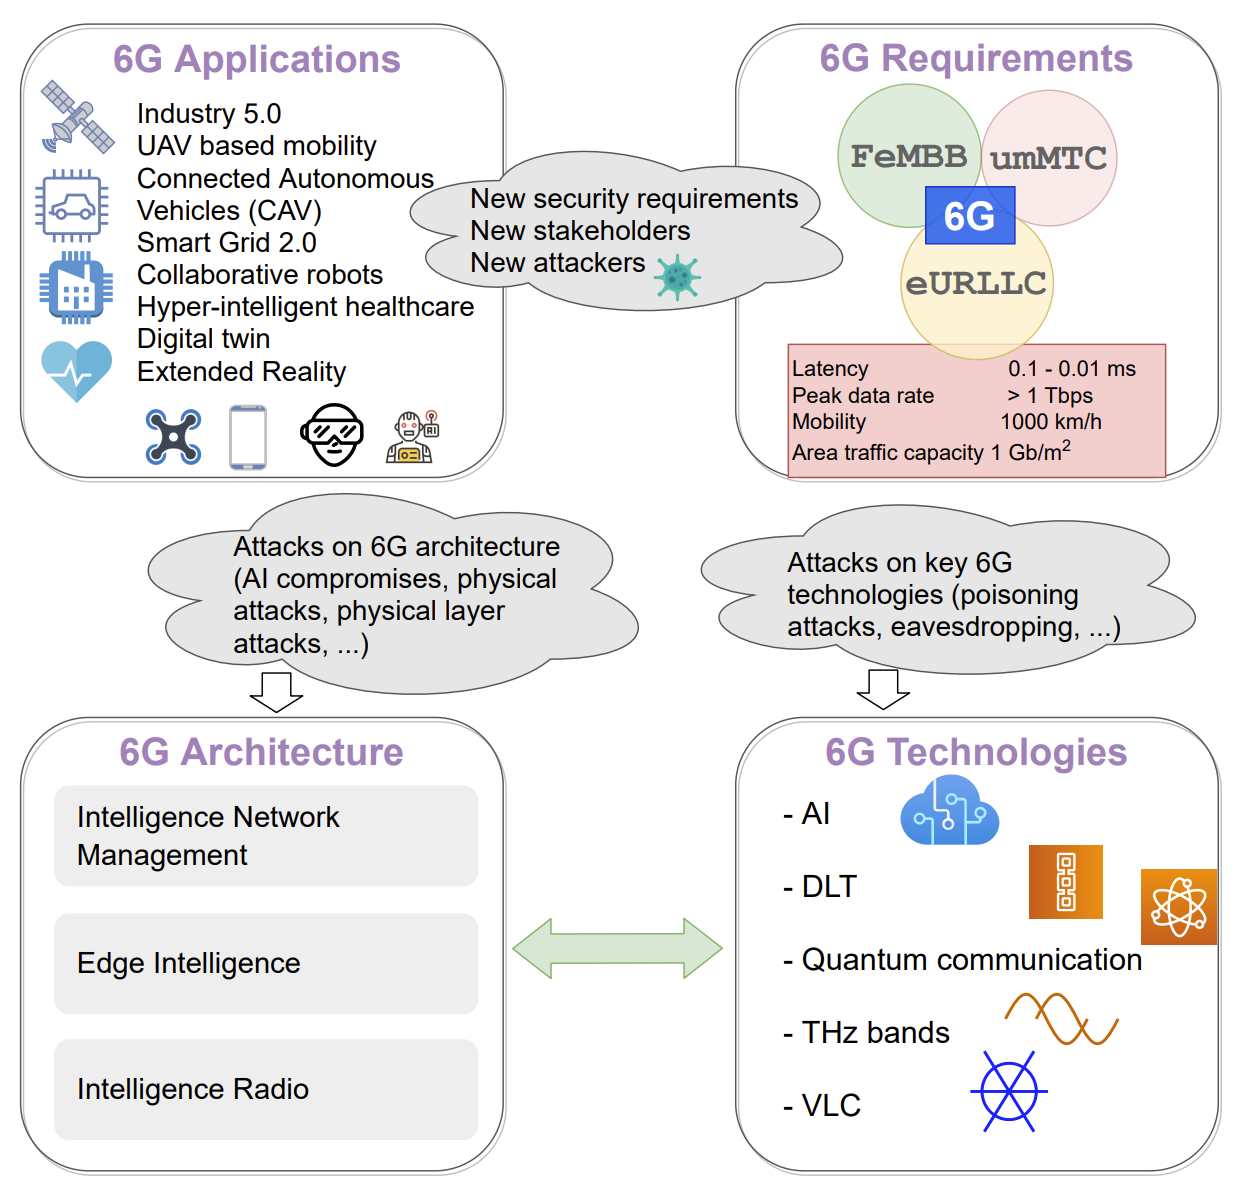 6G Applications
Industry 5.0
UAV based mobility
Connected Autonomous
Vehicles (CAV)
Smart Grid 2.0
Collaborative robots
Hyper-intelligent healthcare
Digital twin
Extended Reality
AI
New security requirements
New stakeholders
New attackers
6G Requirements
FeMBB
umMTC
6G
eURLLC
Latency 0.1 - 0.01 ms
Peak data rate > 1 Tbps
Mobility 1000 km/h
Area traffic capacity 1 Gb/m²
Attacks on 6G architecture
(AI compromises, physical
attacks, physical layer
attacks, ...)
Attacks on key 6G
technologies (poisoning
attacks, eavesdropping, ...)
6G Architecture
Intelligence Network
Management
Edge Intelligence
Intelligence Radio
6G Technologies
- AI
- DLT
- Quantum communication
- THz bands
- VLC